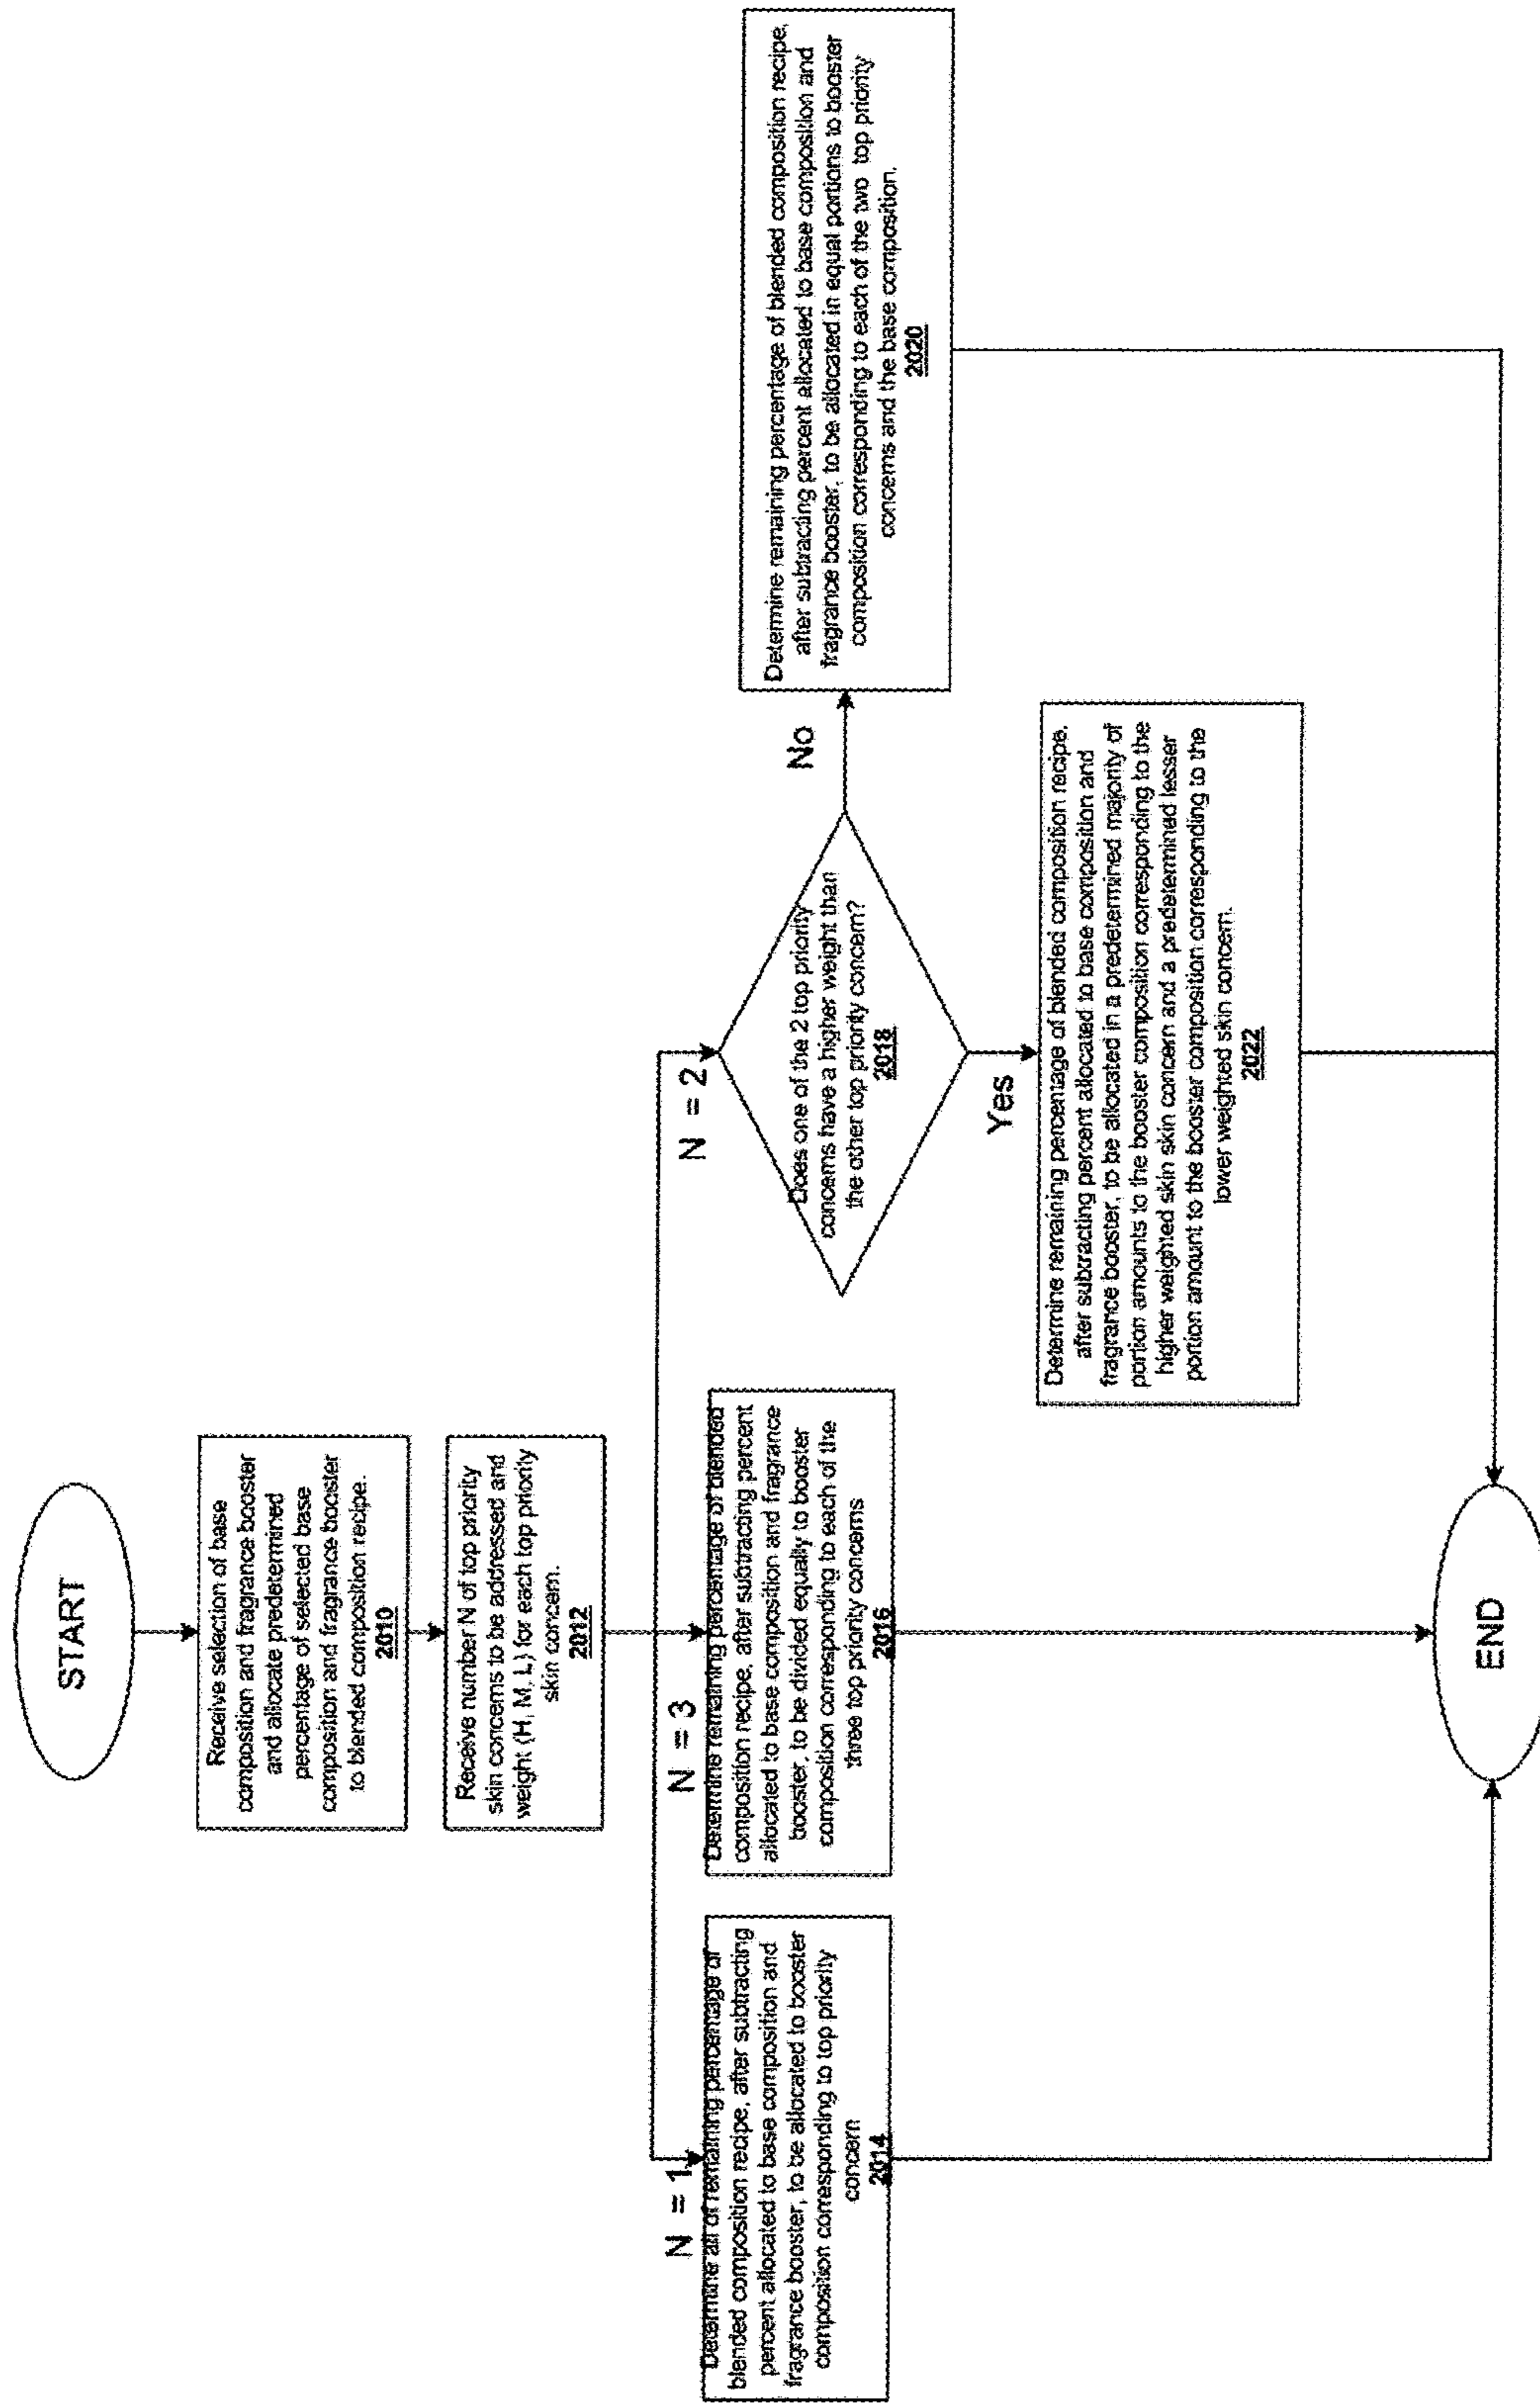 START
Receive selection of base
composition and fragrance booster
and allocate predetermined
percentage of selected base
composition and fragrance booster
to blended composition recipe.
2010
Receive number N of top priority
skin concerns to be addressed and
weight (H, M, L) for each top priority
skin concern.
2012
N = 1
Determine all of remaining percentage of
blended composition recipe, after subtracting
percent allocated to base composition and
fragrance booster, to be allocated to booster
composition corresponding to top priority
concern
2014
N = 3
Determine remaining percentage of blended
composition recipe, after subtracting percent
allocated to base composition and fragrance
booster, to be divided equally to booster
composition corresponding to each of the
three top priority concerns
2016
N = 2
Does one of the 2 top priority
concerns have a higher weight than
the other top priority concern?
2018
No
Determine remaining percentage of blended composition recipe,
after subtracting percent allocated to base composition and
fragrance booster, to be allocated in equal portions to booster
composition corresponding to each of the two top priority
concerns and the base composition.
2020
Yes
Determine remaining percentage of blended composition recipe,
after subtracting percent allocated to base composition and
fragrance booster, to be allocated in a predetermined majority of
portion amounts to the booster composition corresponding to the
higher weighted skin skin concern and a predetermined lesser
portion amount to the booster composition corresponding to the
lower weighted skin concern.
2022
END